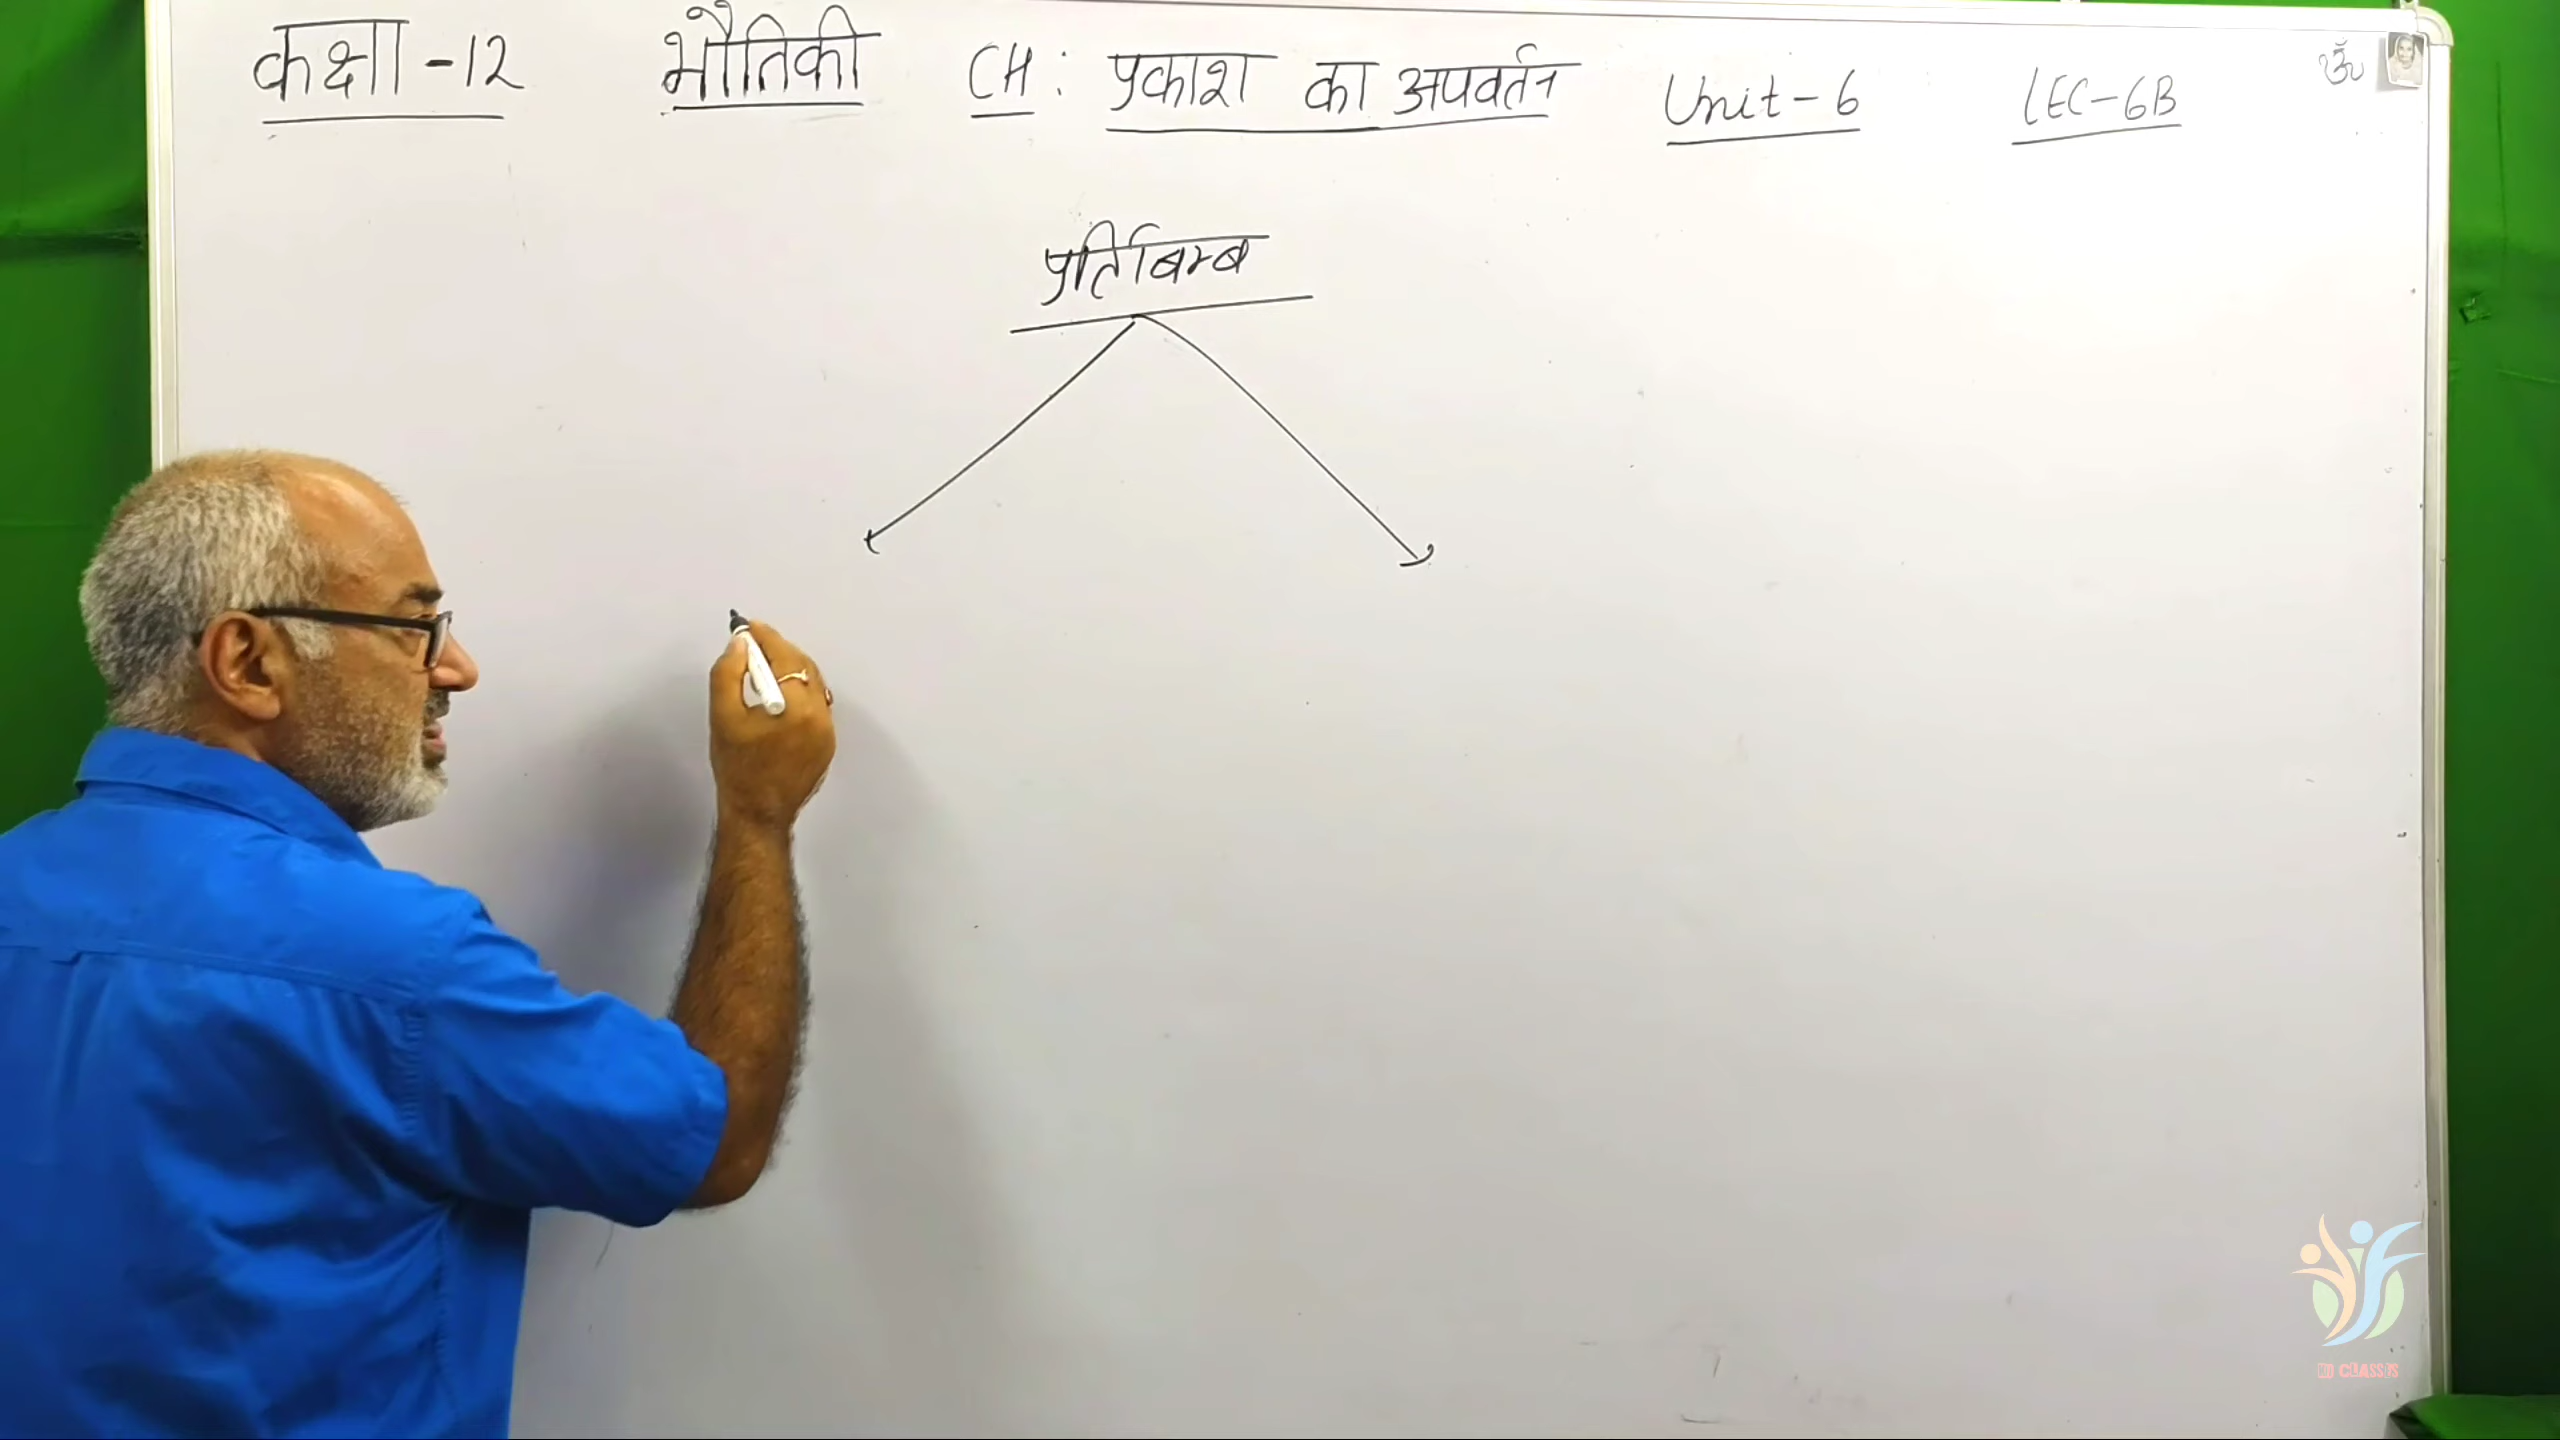 कक्षा -12 भौतिकी CH : प्रकाश का अपवर्तन Unit-6 LEC-6B ॐ
प्रतिबिम्ब